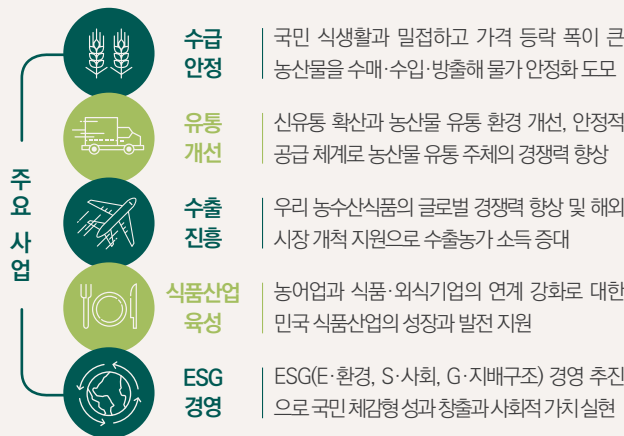 주요 사업
수급
안정
국민 식생활과 밀접하고 가격 등락 폭이 큰
농산물을 수매·수입·방출해 물가 안정화 도모
유통
개선
신유통 확산과 농산물 유통 환경 개선, 안정적
공급 체계로 농산물 유통 주체의 경쟁력 향상
수출
진흥
우리 농수산식품의 글로벌 경쟁력 향상 및 해외
시장 개척 지원으로 수출농가 소득 증대
식품산업
육성
농어업과 식품·외식기업의 연계 강화로 대한
민국 식품산업의 성장과 발전 지원
ESG
경영
ESG(E·환경, S·사회, G·지배구조) 경영 추진
으로 국민 체감형 성과 창출과 사회적 가치 실현